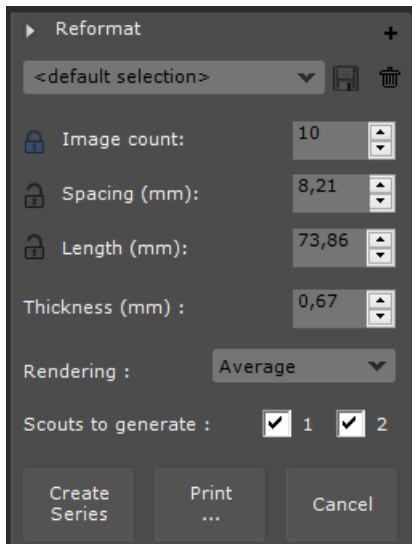 Reformat +
<default selection>
Image count: 10
Spacing (mm): 8,21
Length (mm): 73,86
Thickness (mm) : 0,67
Rendering : Average
Scouts to generate : 1 2
Create
Series
Print
...
Cancel